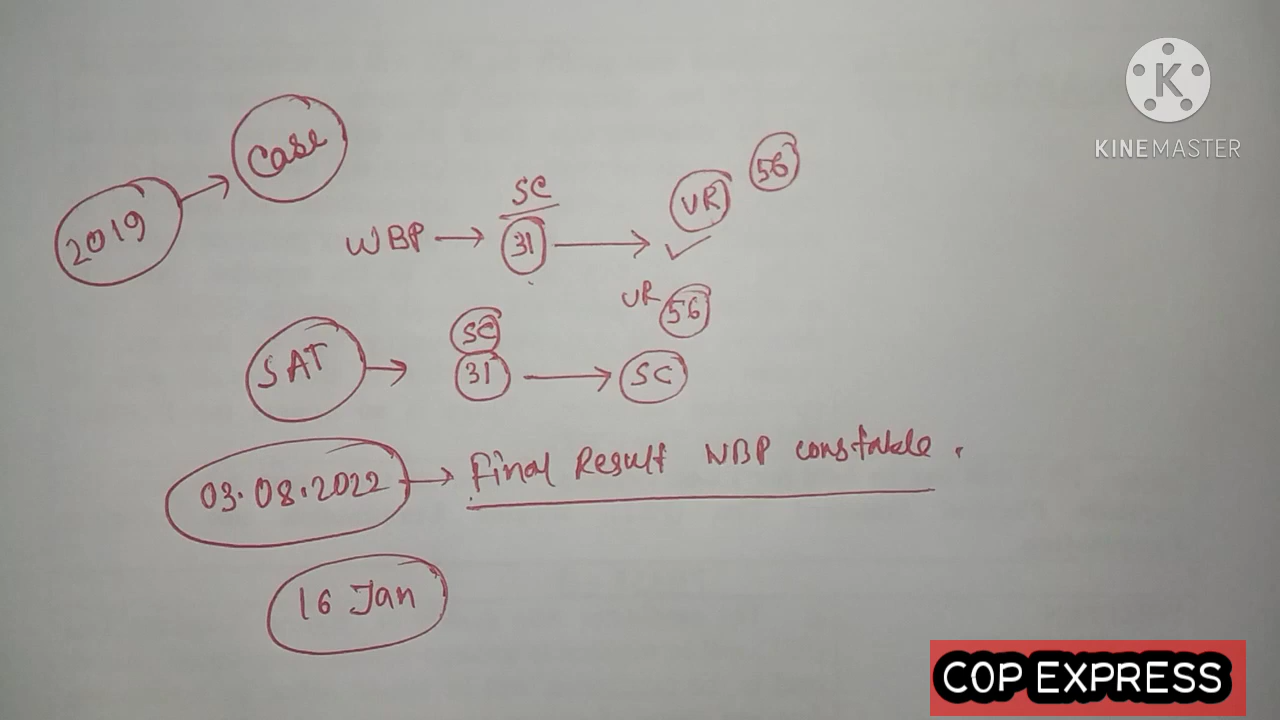 Case
2019
SC
WBP → 31 → UR 56
UR 56
SC
SAT → 31 → SC
03.08.2022 → Final Result WBP constable.
16 Jan
K
KINEMASTER
COP EXPRESS